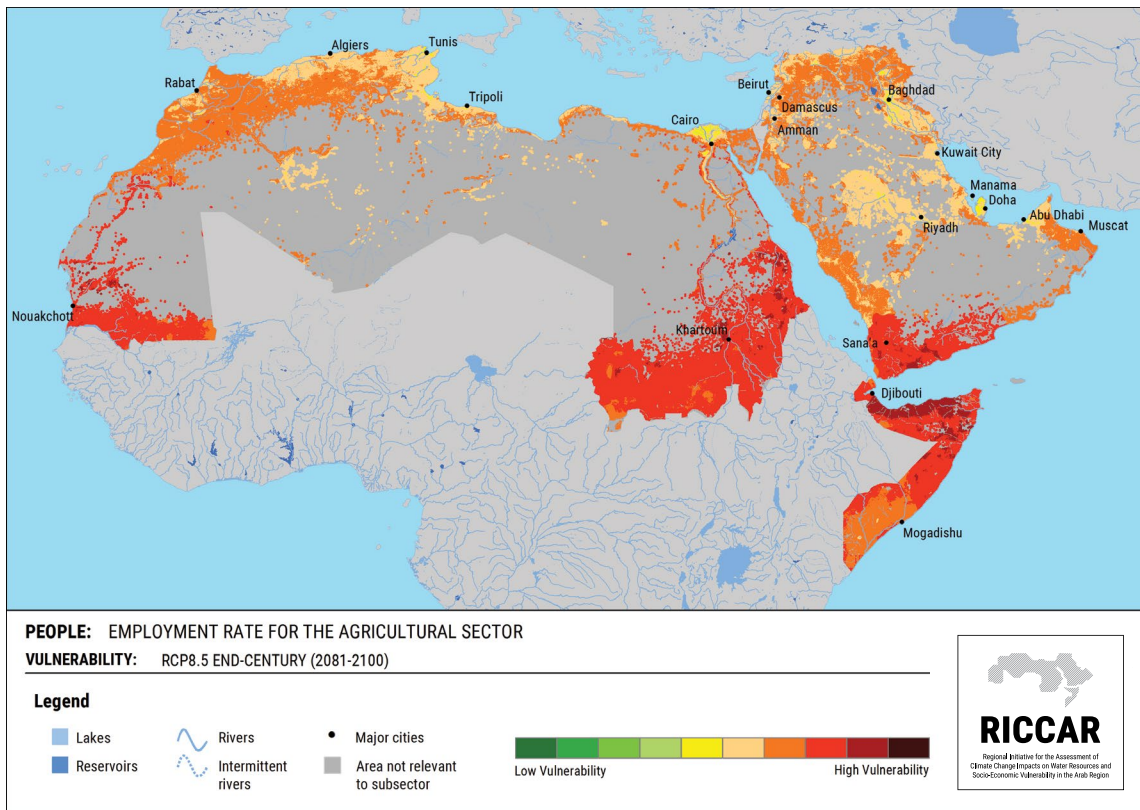 Algiers
Tunis
Rabat
Tripoli
Beirut
Damascus
Baghdad
Cairo
Amman
Kuwait City
Manama
Doha
Abu Dhabi
Riyadh
Muscat
Nouakchott
Khartoum
Sana'a
Djibouti
Mogadishu
PEOPLE: EMPLOYMENT RATE FOR THE AGRICULTURAL SECTOR
VULNERABILITY: RCP8.5 END-CENTURY (2081-2100)
Legend
Lakes
Reservoirs
Rivers
Intermittent
rivers
Major cities
Area not relevant
to subsector
Low Vulnerability
High Vulnerability
RICCAR
Regional Initiative for the Assessment of
Climate Change Impacts on Water Resources and
Socio-Economic Vulnerability in the Arab Region